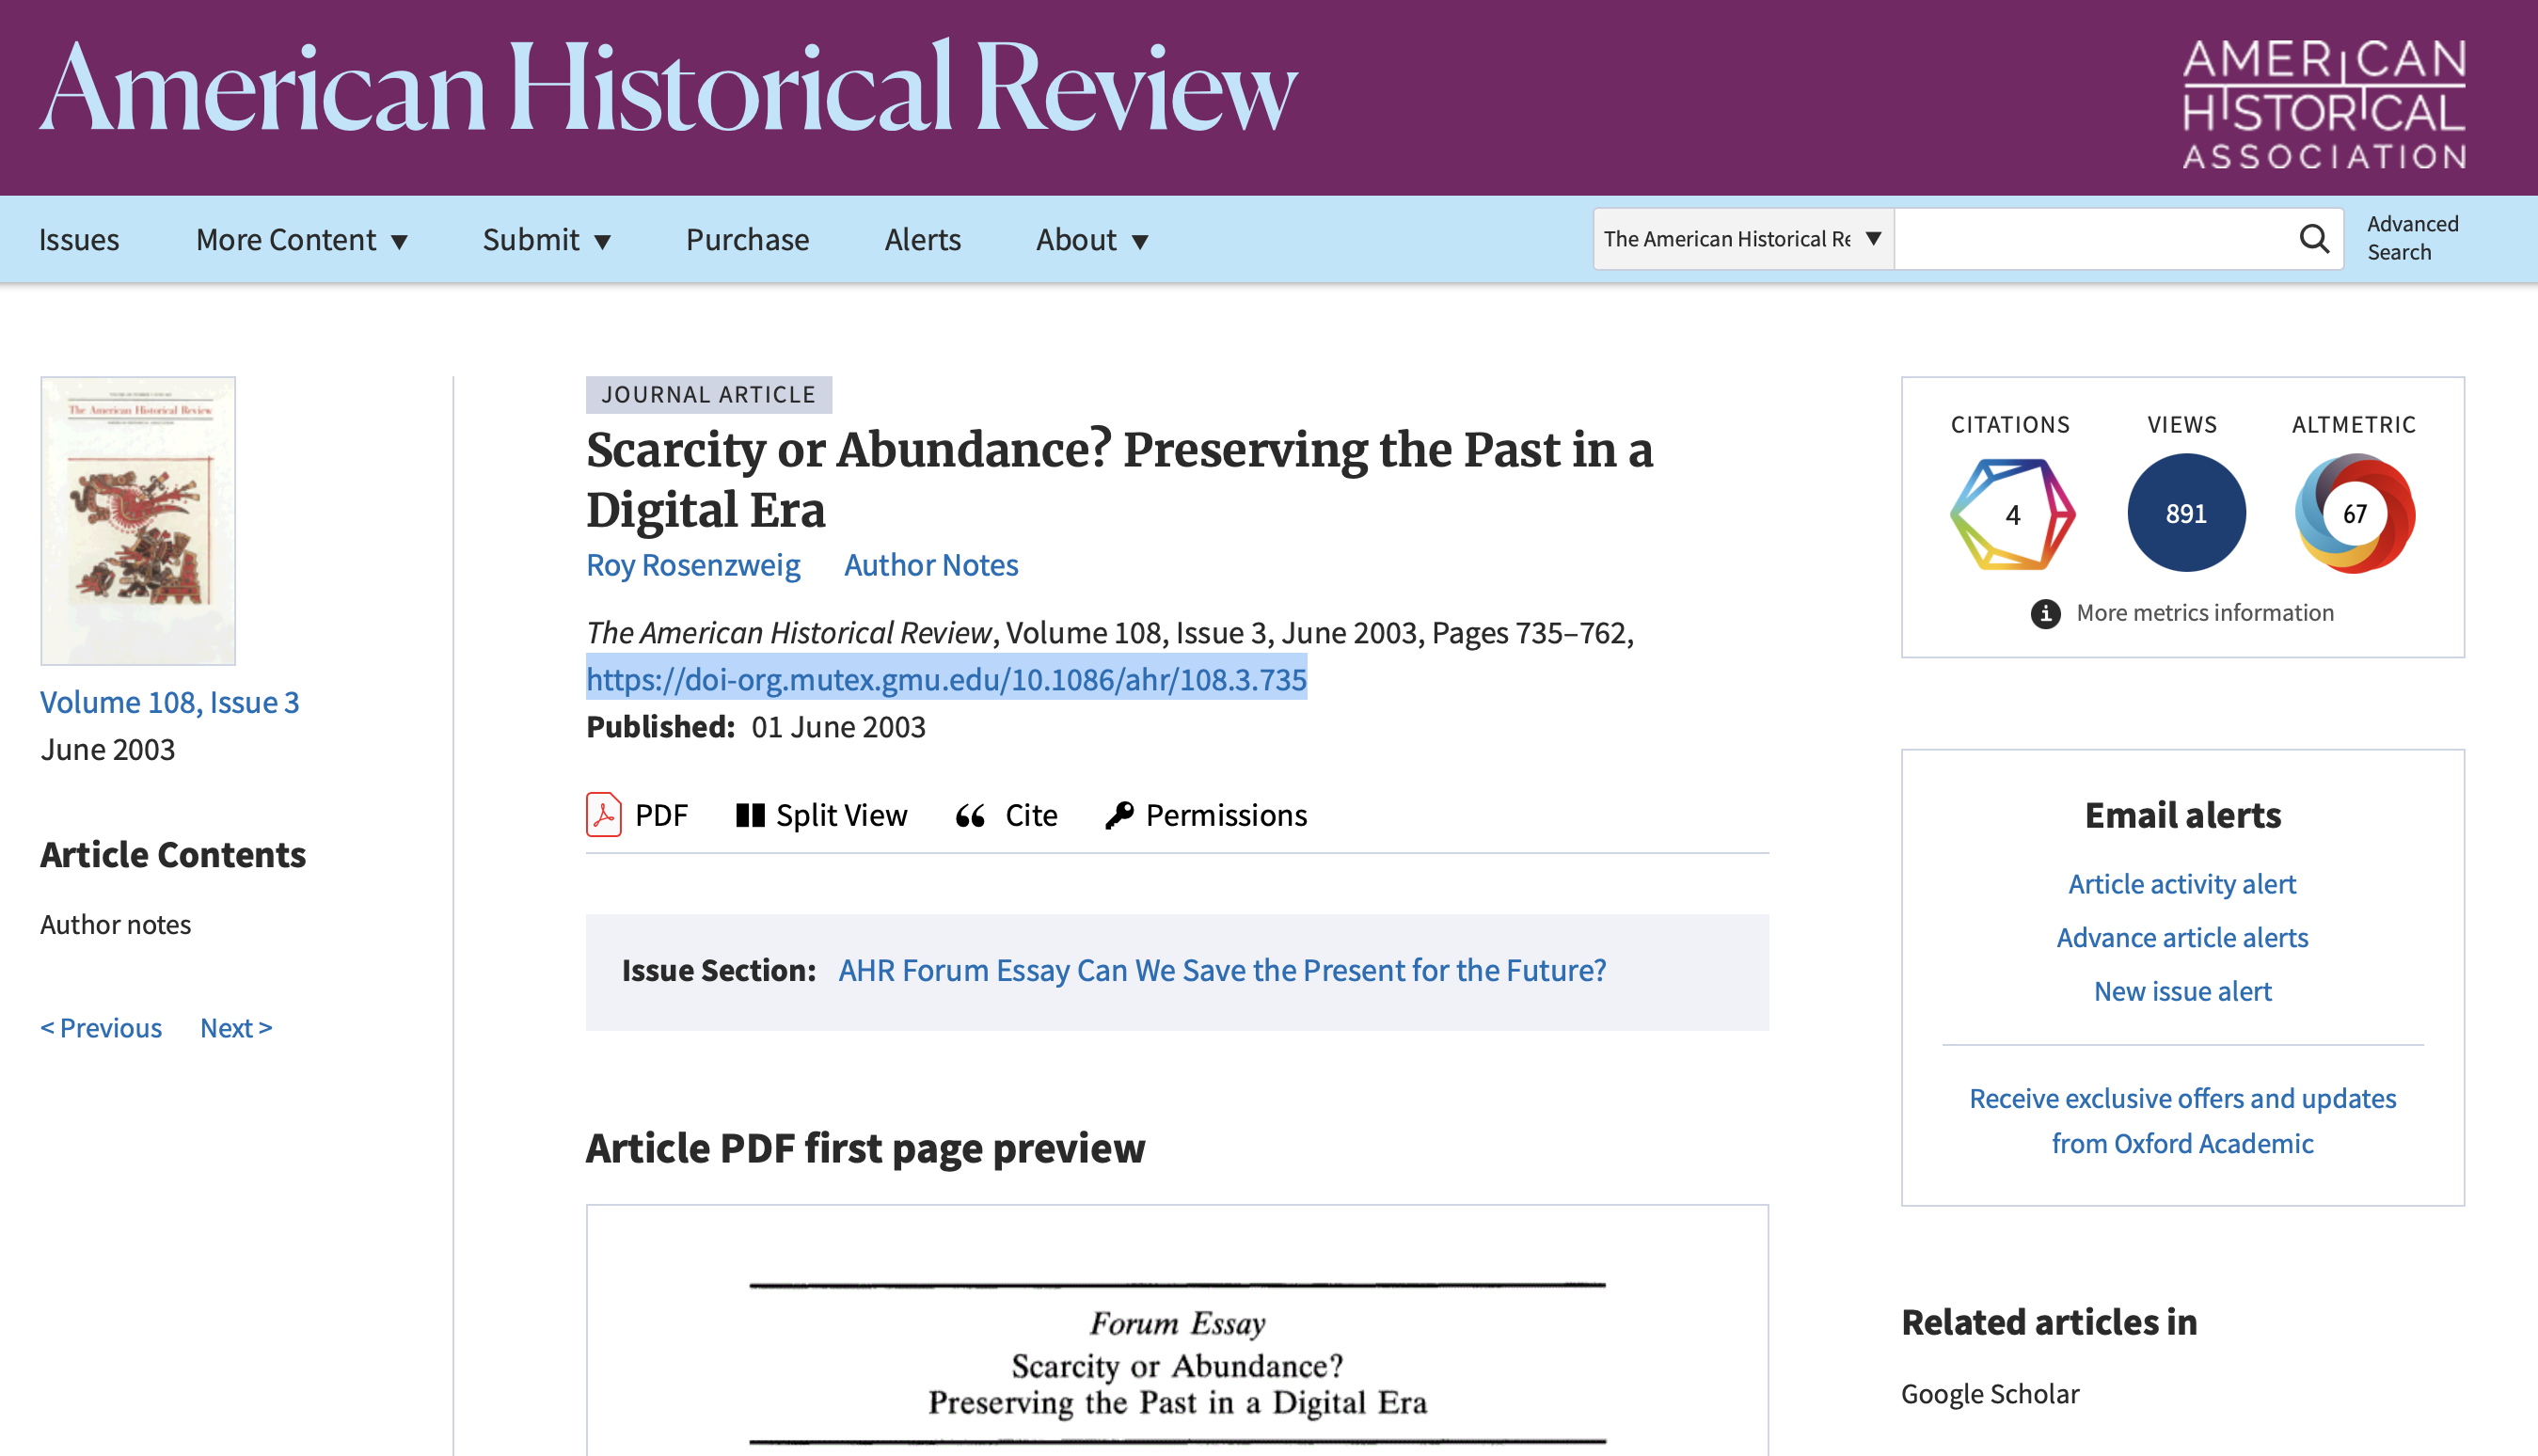 American Historical Review
AMERICAN
HISTORICAL
ASSOCIATION
Issues More Content ▼ Submit ▼ Purchase Alerts About ▼ The American Historical Re ▼ Advanced
Search
The American Historical Review
Volume 108, Issue 3
June 2003
Article Contents
Author notes
< Previous Next >
JOURNAL ARTICLE
Scarcity or Abundance? Preserving the Past in a
Digital Era
Roy Rosenzweig Author Notes
The American Historical Review, Volume 108, Issue 3, June 2003, Pages 735–762,
https://doi-org.mutex.gmu.edu/10.1086/ahr/108.3.735
Published: 01 June 2003
PDF Split View Cite Permissions
Issue Section: AHR Forum Essay Can We Save the Present for the Future?
Article PDF first page preview
Forum Essay
Scarcity or Abundance?
Preserving the Past in a Digital Era
CITATIONS VIEWS ALTMETRIC
4 891 67
More metrics information
Email alerts
Article activity alert
Advance article alerts
New issue alert
Receive exclusive offers and updates
from Oxford Academic
Related articles in
Google Scholar